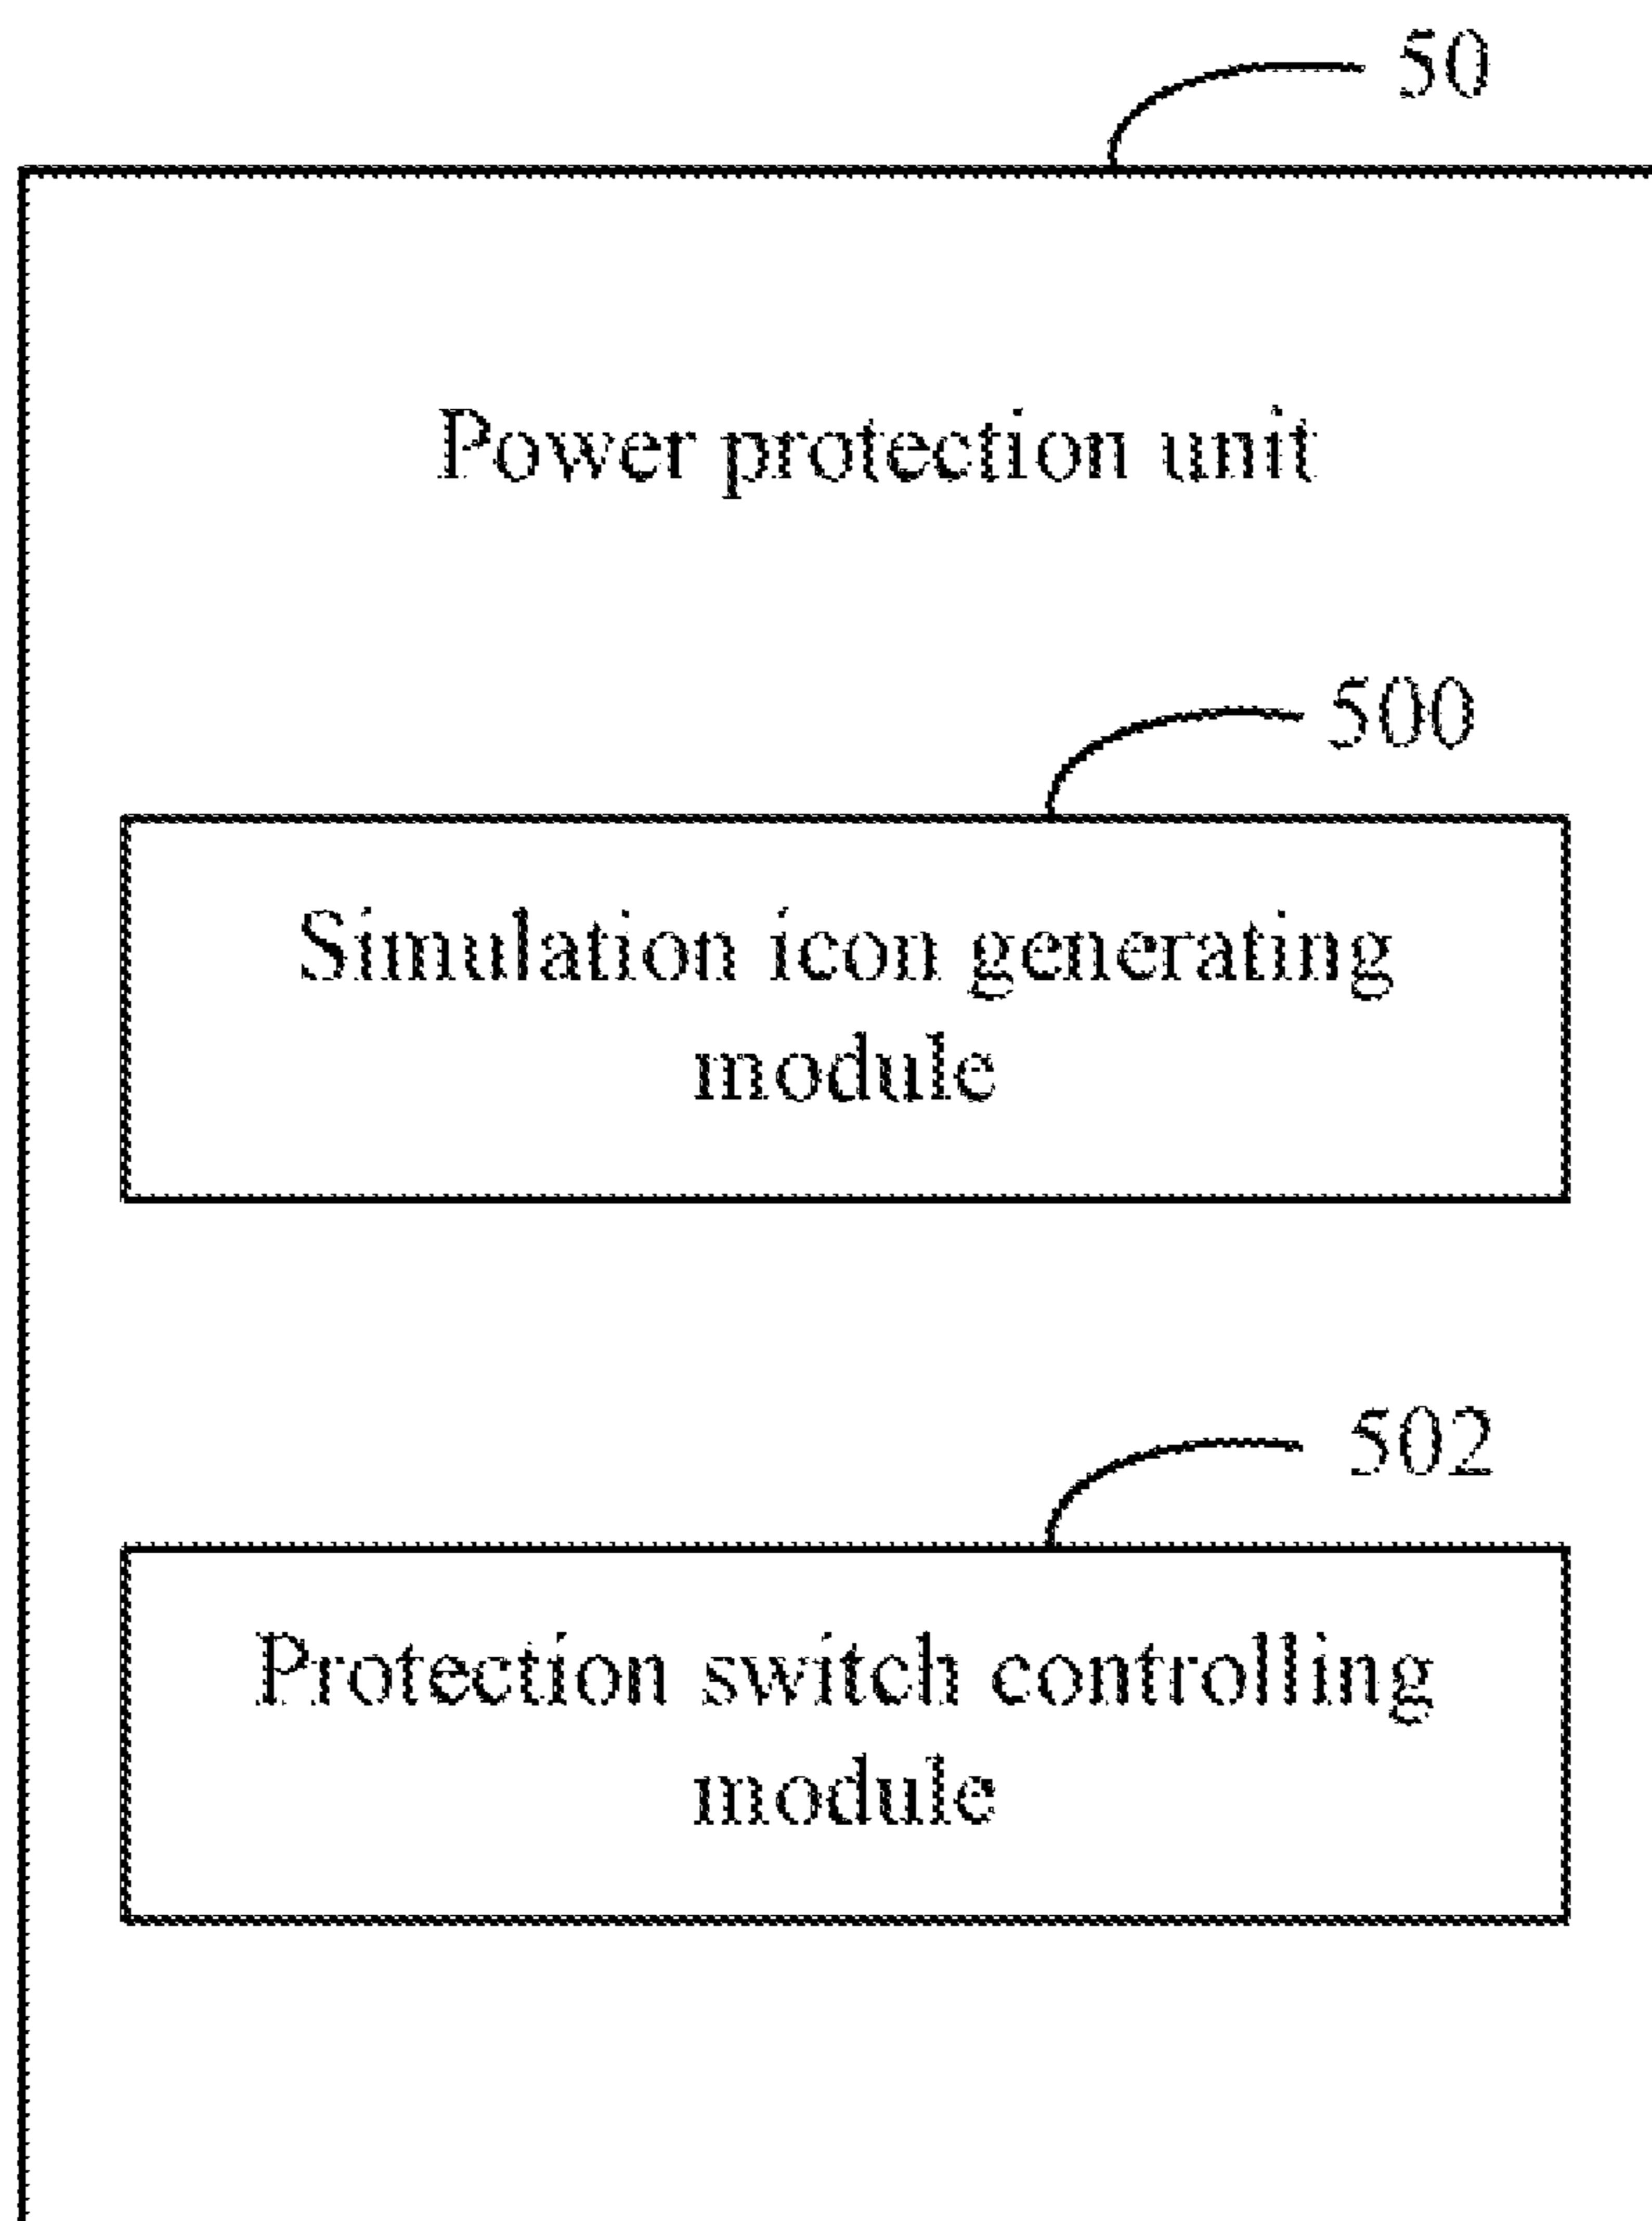 50
Power protection unit
500
Simulation icon generating
module
502
Protection switch controlling
module